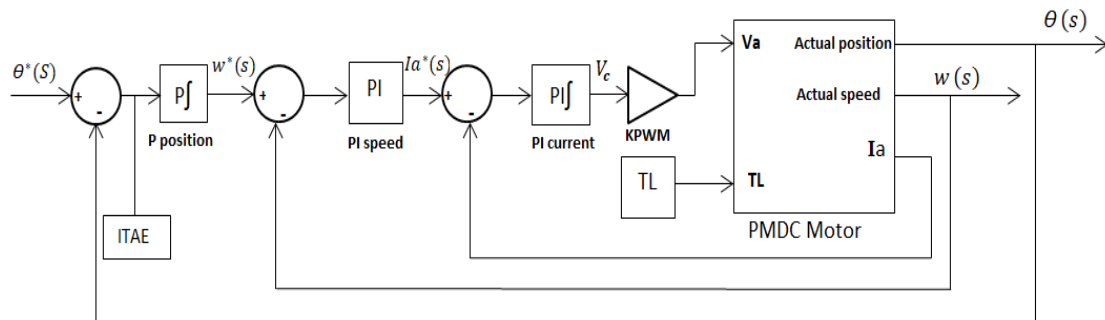 θ*(S)
+
-
P∫
P position
w*(s)
+
-
PI
PI speed
Ia*(s)
+
-
PI∫
PI current
Vc
KPWM
Va
Actual position
Actual speed
Ia
TL
PMDC Motor
TL
θ(s)
w(s)
ITAE